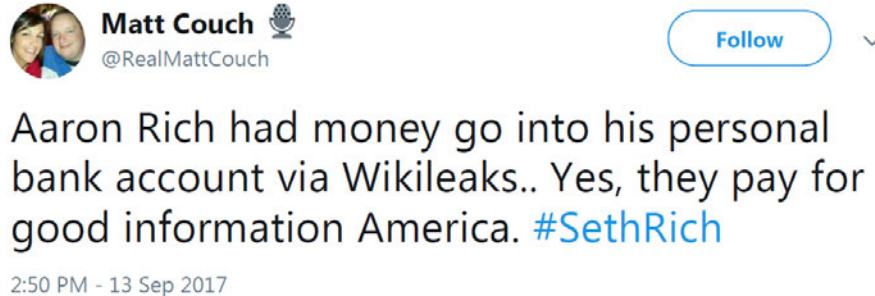 Matt Couch
@RealMattCouch
Follow
Aaron Rich had money go into his personal
bank account via Wikileaks.. Yes, they pay for
good information America. #SethRich
2:50 PM - 13 Sep 2017